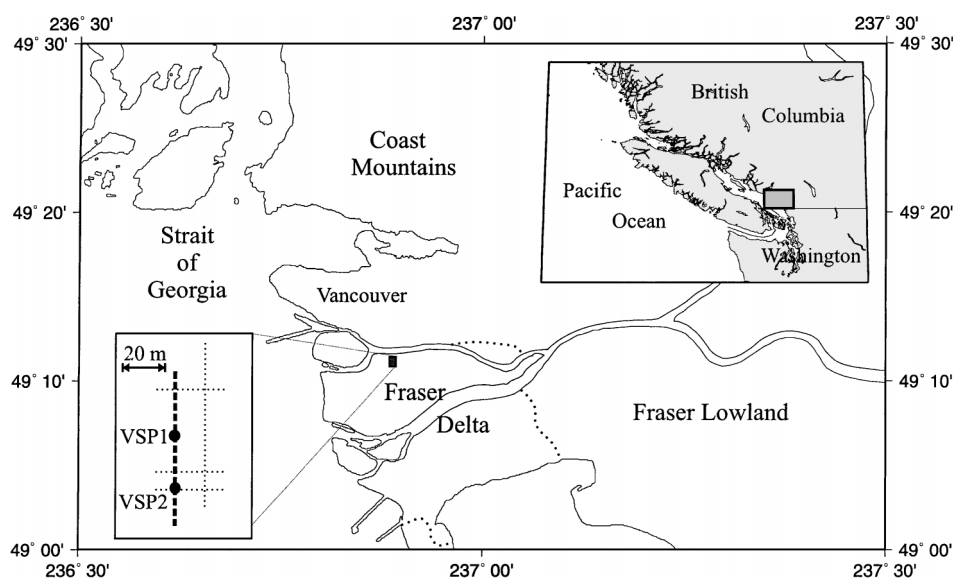 236° 30'
237° 00'
237° 30'
49° 30'
49° 30'
British
Columbia
Coast
Mountains
Pacific
Ocean
49° 20'
49° 20'
Strait
of
Georgia
Washington
Vancouver
20 m
49° 10'
49° 10'
Fraser
Delta
Fraser Lowland
VSP1
VSP2
49° 00'
49° 00'
236° 30'
237° 00'
237° 30'